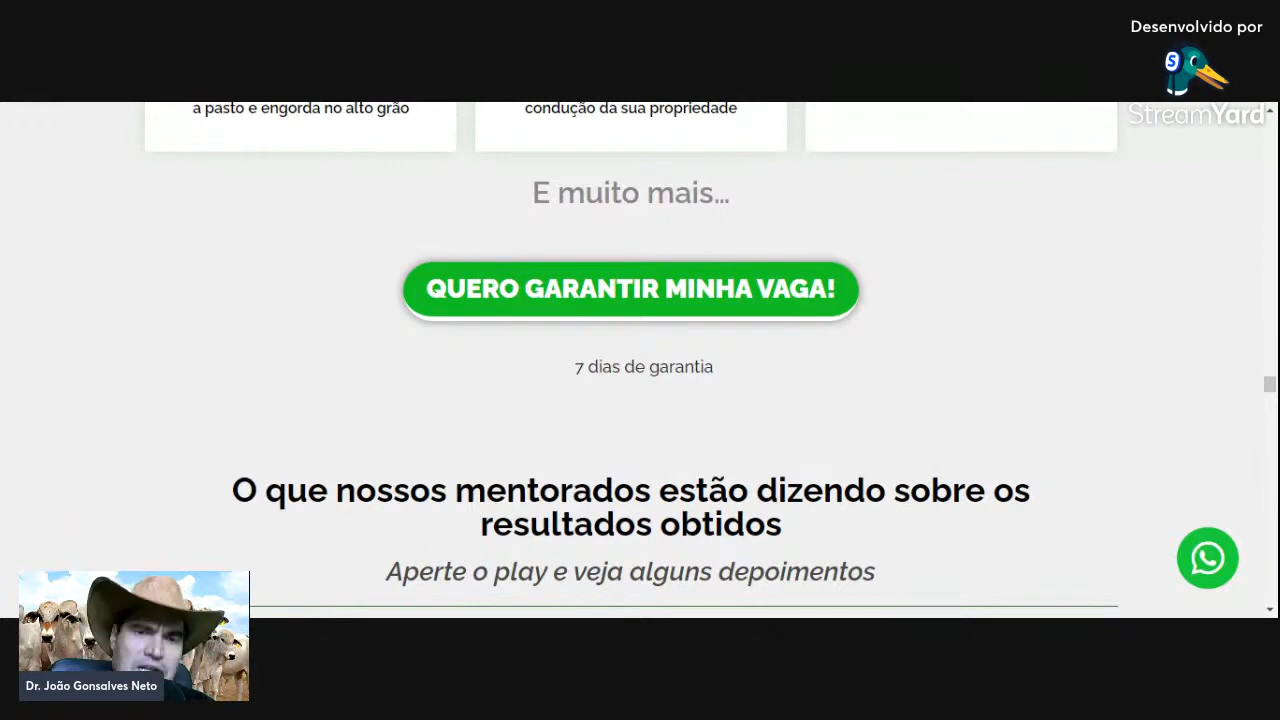 Desenvolvido por
S
StreamYard
a pasto e engorda no alto grão
condução da sua propriedade
E muito mais...
QUERO GARANTIR MINHA VAGA!
7 dias de garantia
O que nossos mentorados estão dizendo sobre os
resultados obtidos
Aperte o play e veja alguns depoimentos
Dr. João Gonsalves Neto